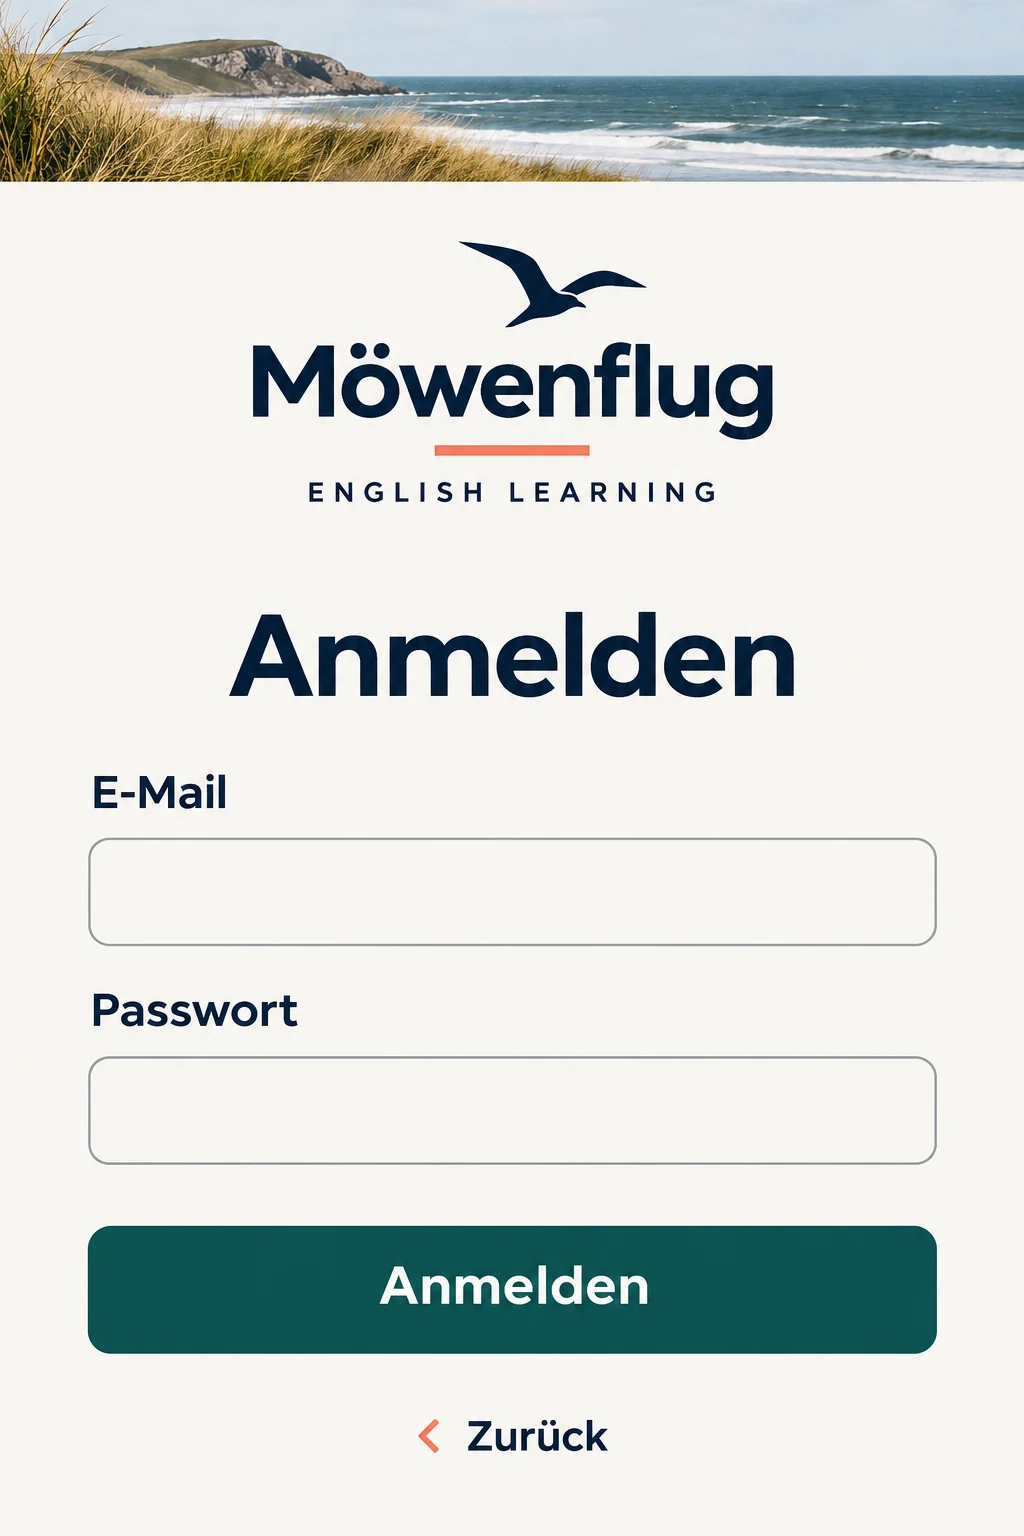 Möwenflug
ENGLISH LEARNING
Anmelden
E-Mail
Passwort
Anmelden
Zurück